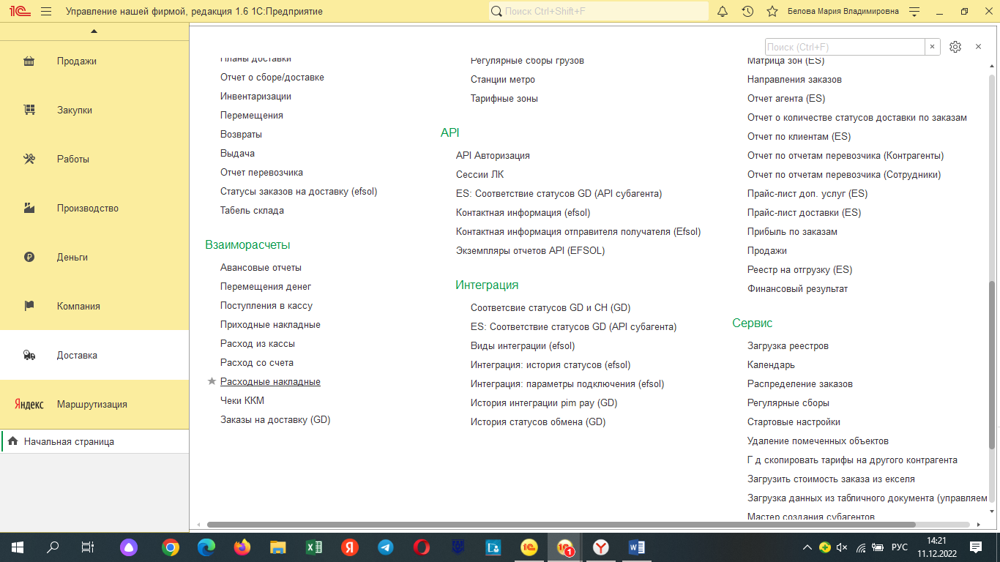 1С Управление нашей фирмой, редакция 1.6 1С:Предприятие
Поиск Ctrl+Shift+F
Белова Мария Владимировна
Продажи
Закупки
Работы
Производство
Деньги
Компания
Доставка
Яндекс Маршрутизация
Начальная страница
Поиск (Ctrl+F)
Планы доставки
Отчет о сборе/доставке
Инвентаризации
Перемещения
Возвраты
Выдача
Отчет перевозчика
Статусы заказов на доставку (efsol)
Табель склада
Взаиморасчеты
Авансовые отчеты
Перемещения денег
Поступления в кассу
Приходные накладные
Расход из кассы
Расход со счета
Расходные накладные
Чеки ККМ
Заказы на доставку (GD)
Регулярные сборы грузов
Станции метро
Тарифные зоны
API
API Авторизация
Сессии ЛК
ES: Соответствие статусов GD (API субагента)
Контактная информация (efsol)
Контактная информация отправителя получателя (Efsol)
Экземпляры отчетов API (EFSOL)
Интеграция
Соответсвие статусов GD и СН (GD)
ES: Соответствие статусов GD (API субагента)
Виды интеграции (efsol)
Интеграция: история статусов (efsol)
Интеграция: параметры подключения (efsol)
История интеграции pim pay (GD)
История статусов обмена (GD)
Матрица зон (ES)
Направления заказов
Отчет агента (ES)
Отчет о количестве статусов доставки по заказам
Отчет по клиентам (ES)
Отчет по отчетам перевозчика (Контрагенты)
Отчет по отчетам перевозчика (Сотрудники)
Прайс-лист доп. услуг (ES)
Прайс-лист доставки (ES)
Прибыль по заказам
Продажи
Реестр на отгрузку (ES)
Финансовый результат
Сервис
Загрузка реестров
Календарь
Распределение заказов
Регулярные сборы
Стартовые настройки
Удаление помеченных объектов
Г д скопировать тарифы на другого контрагента
Загрузить стоимость заказа из екселя
Загрузка данных из табличного документа (управляем
Мастер создания субагентов
РУС
14:21
11.12.2022